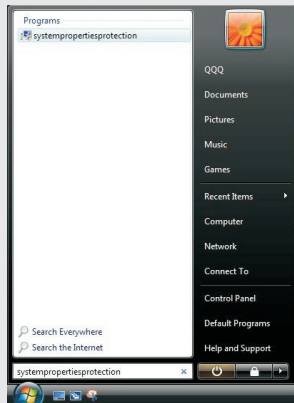 Programs
systempropertiesprotection
QQQ
Documents
Pictures
Music
Games
Recent Items
Computer
Network
Connect To
Control Panel
Default Programs
Help and Support
Search Everywhere
Search the Internet
systempropertiesprotection